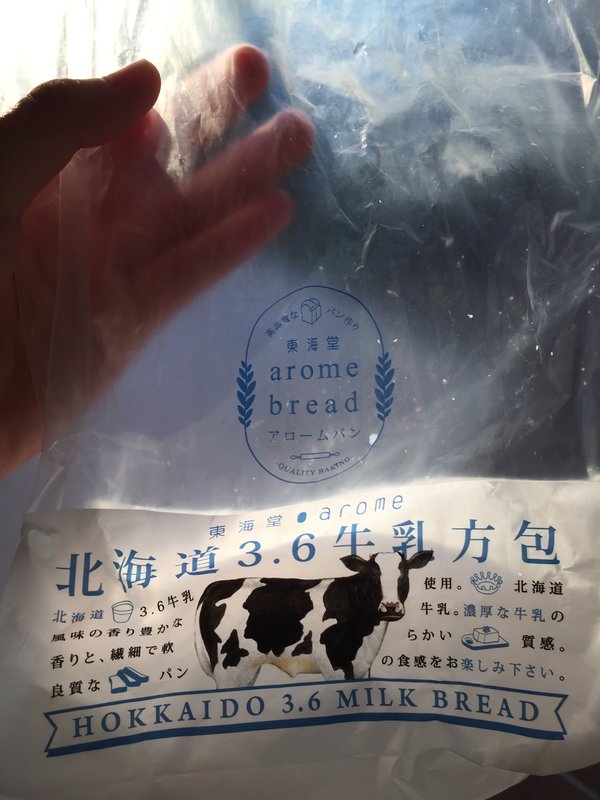 高品質な パン作り
東海堂
arome
bread
アロームパン
-QUALITY BAKING-
東海堂 arome
北海道3.6牛乳方包
北海道 3.6牛乳
風味の香り豊かな
香りと、繊細で軟
良質な パン
使用。 北海道
牛乳。濃厚な牛乳の
らかい 質感。
の食感をお楽しみ下さい。
HOKKAIDO 3.6 MILK BREAD